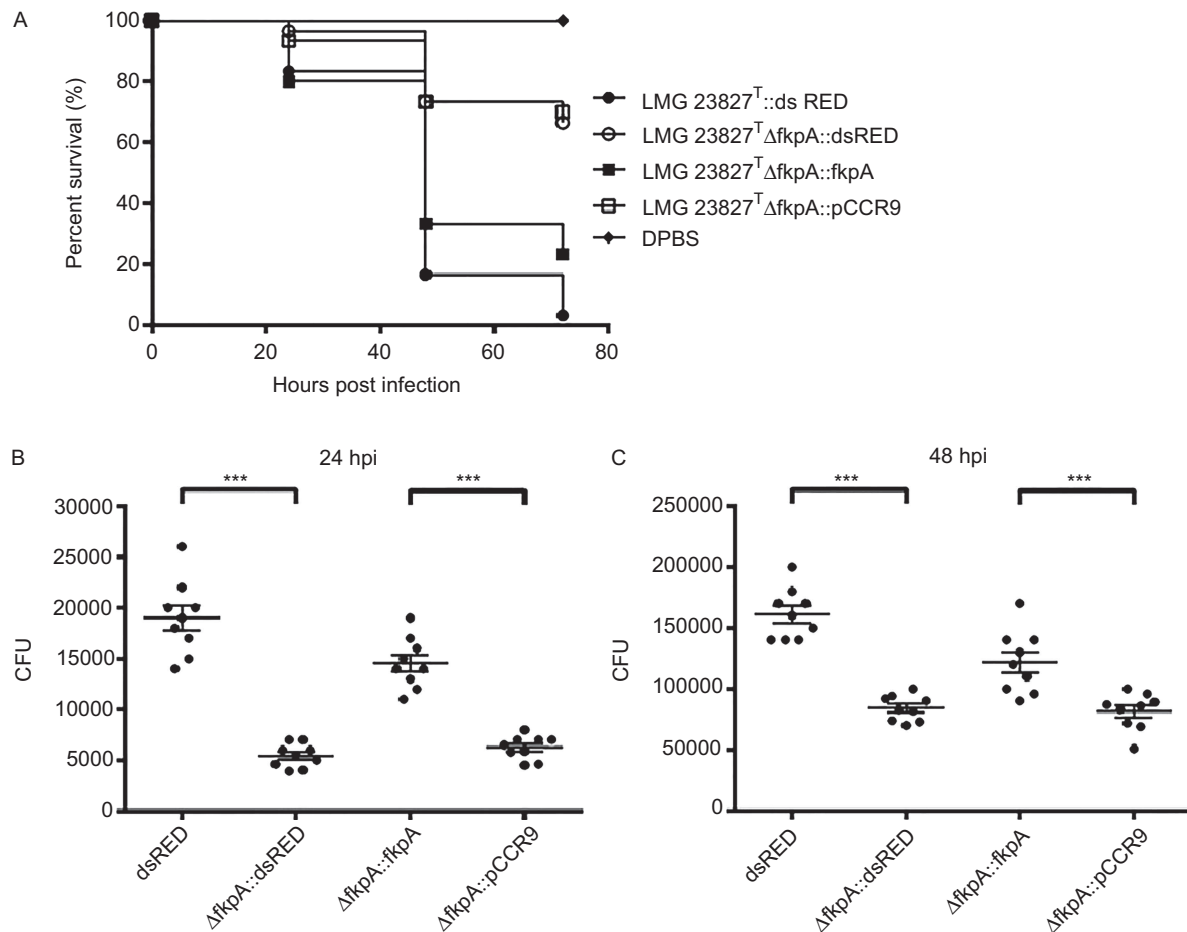 A
100
80
60
40
20
0
Percent survival (%)
0 20 40 60 80
Hours post infection
LMG 23827T::ds RED
LMG 23827TΔfkpA::dsRED
LMG 23827TΔfkpA::fkpA
LMG 23827TΔfkpA::pCCR9
DPBS
B
24 hpi
*** ***
30000
25000
20000
15000
10000
5000
0
CFU
dsRED
ΔfkpA::dsRED
ΔfkpA::fkpA
ΔfkpA::pCCR9
C
48 hpi
*** ***
250000
200000
150000
100000
50000
0
CFU
dsRED
ΔfkpA::dsRED
ΔfkpA::fkpA
ΔfkpA::pCCR9